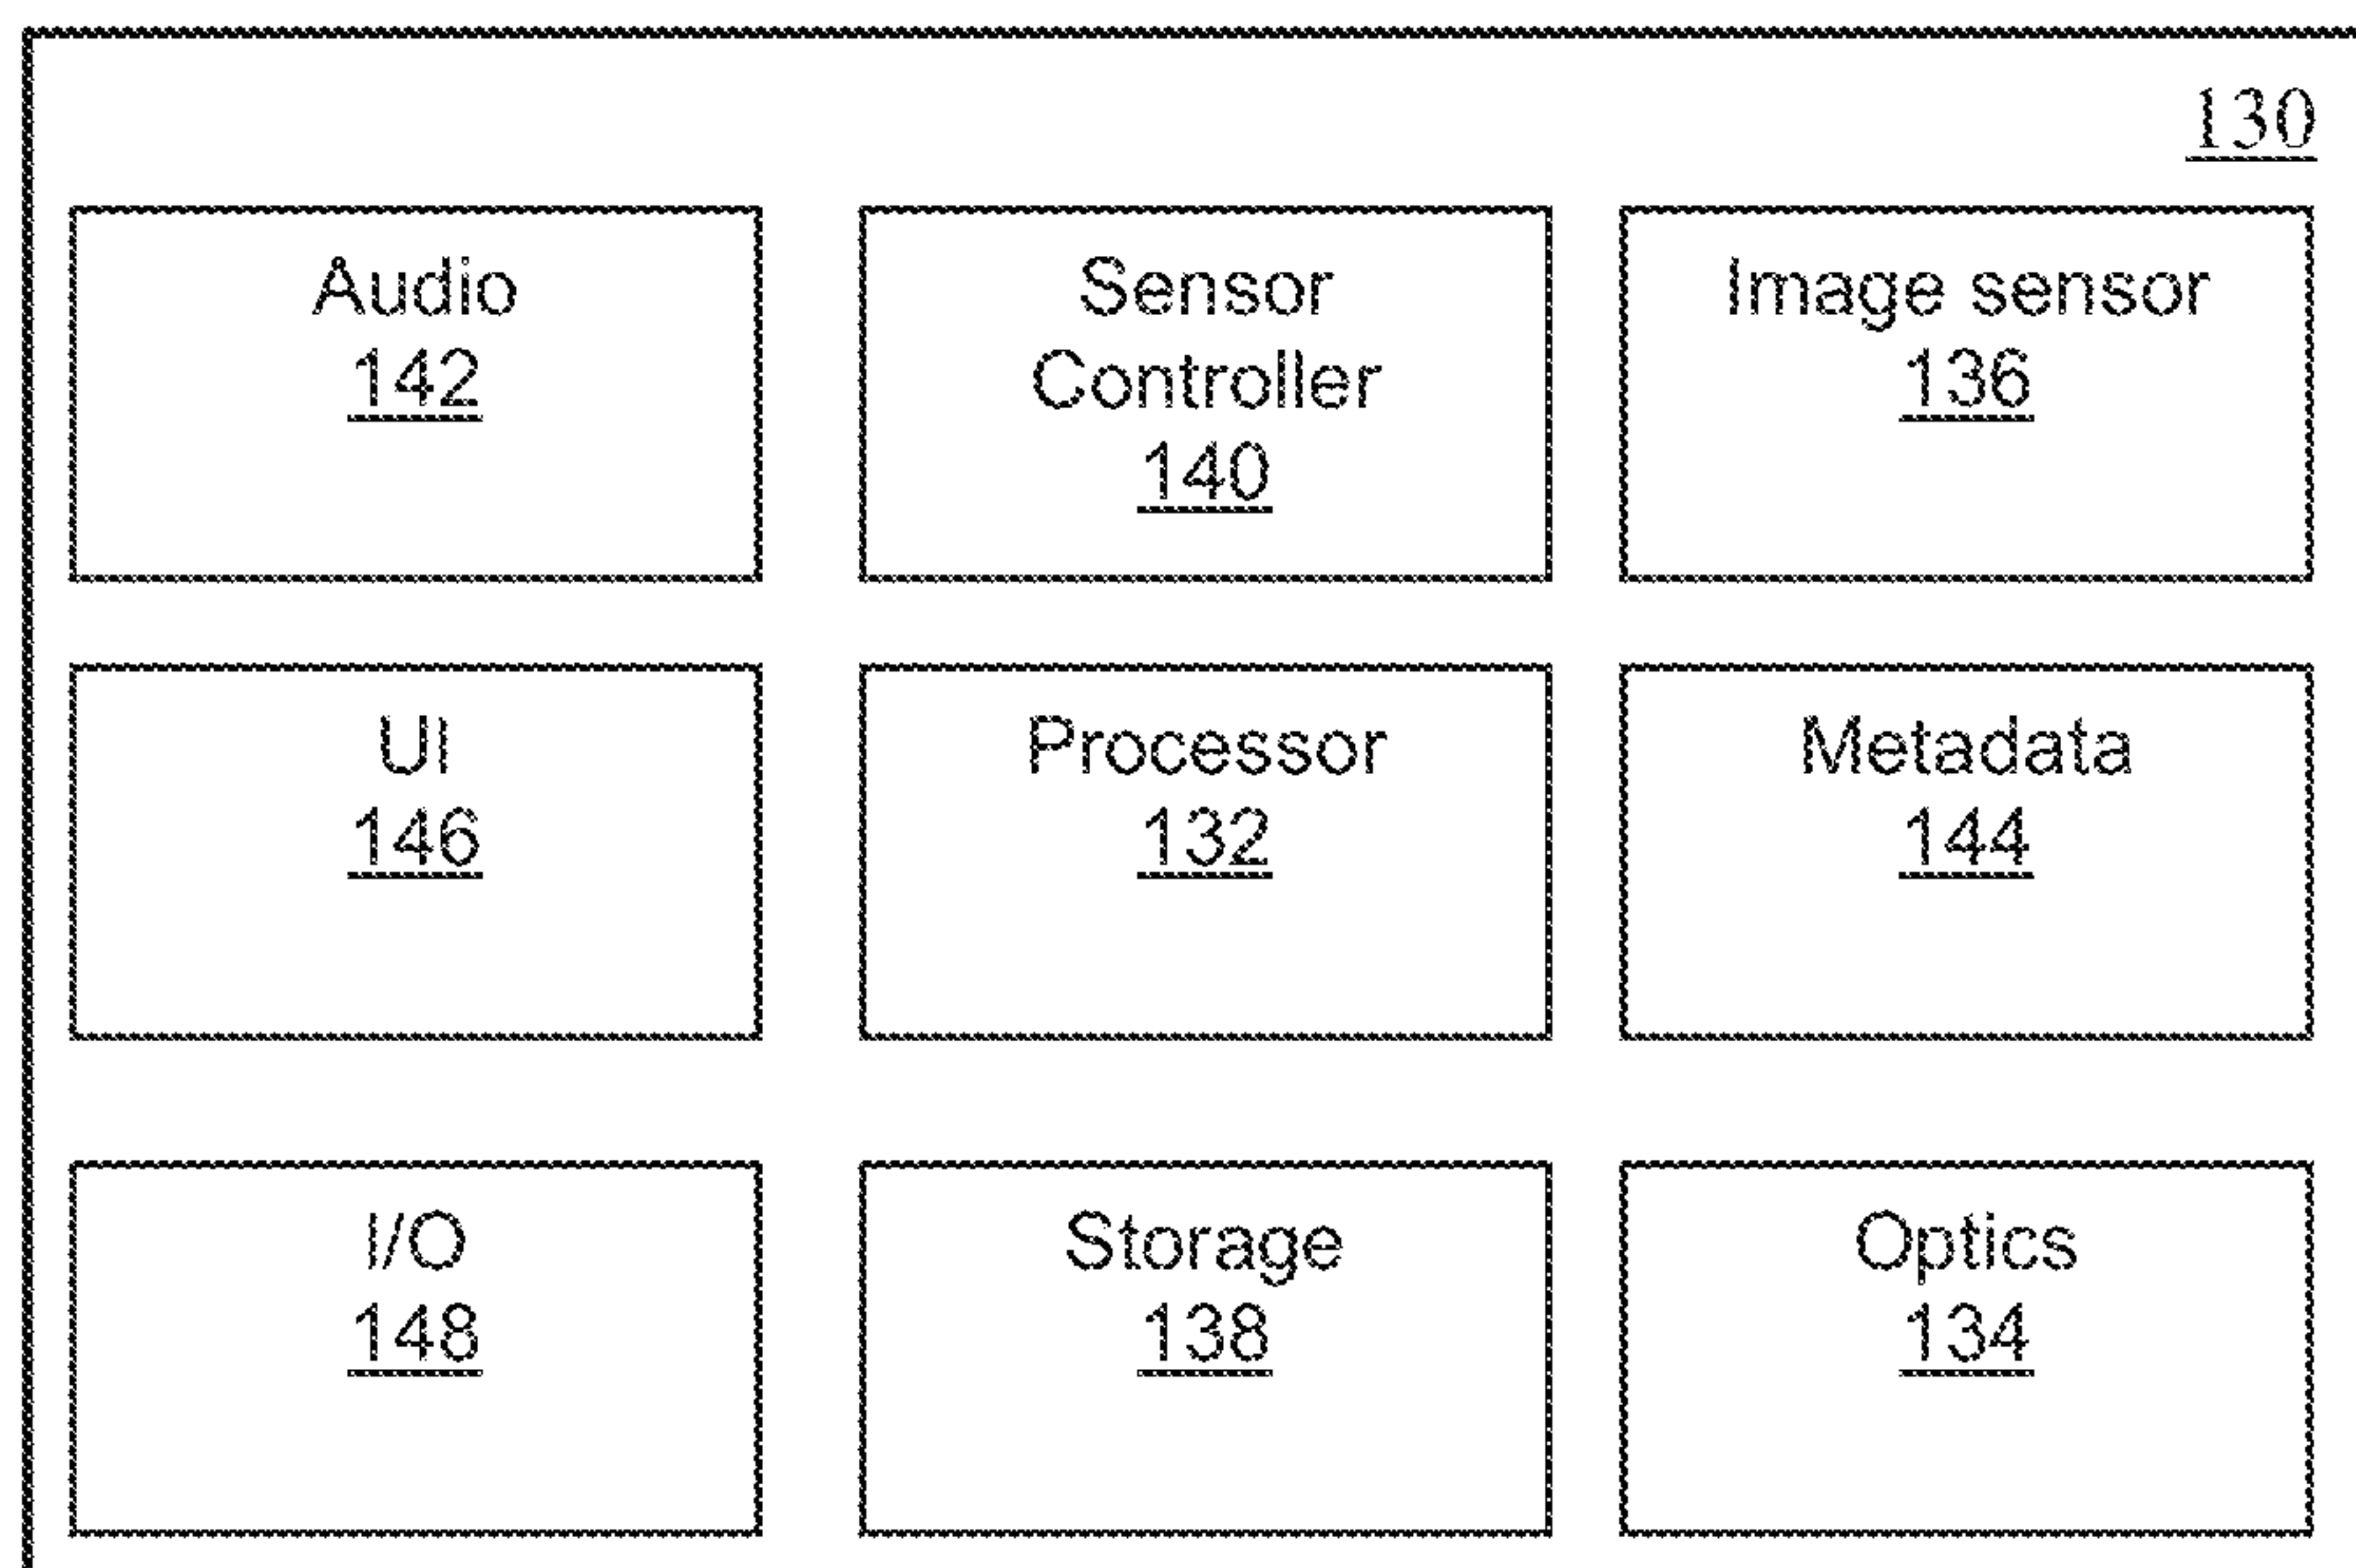 130
Audio
142
Sensor
Controller
140
Image sensor
136
UI
146
Processor
132
Metadata
144
I/O
148
Storage
138
Optics
134